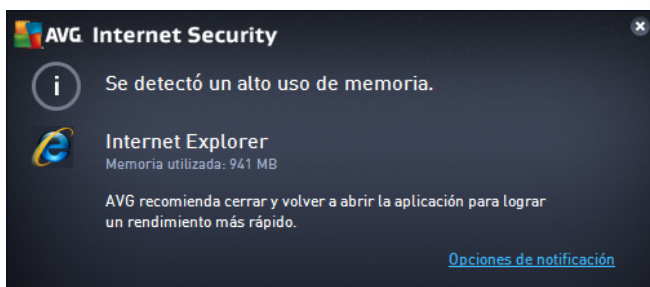 AVG. Internet Security
Se detectó un alto uso de memoria.
Internet Explorer
Memoria utilizada: 941 MB
AVG recomienda cerrar y volver a abrir la aplicación para lograr
un rendimiento más rápido.
Opciones de notificación